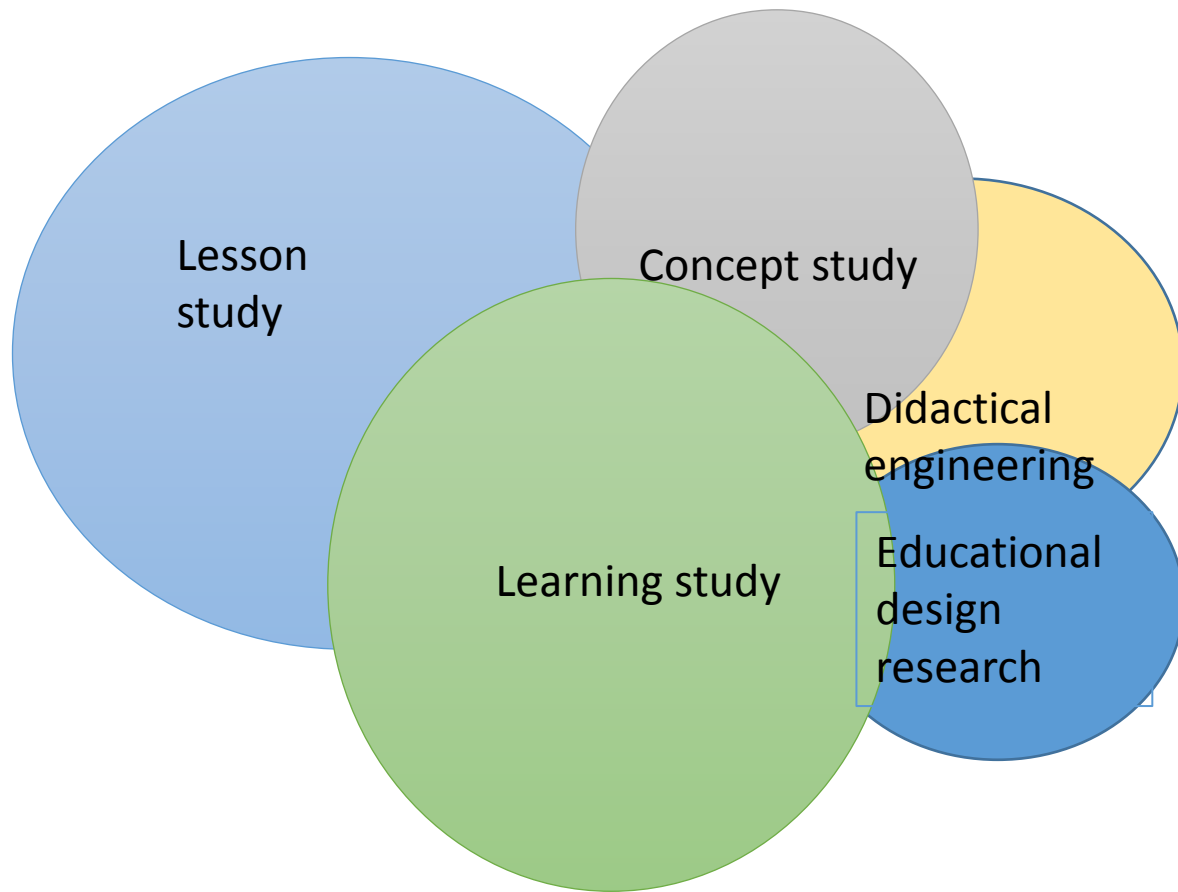 Lesson
study
Concept study
Didactical
engineering
Learning study
Educational
design
research